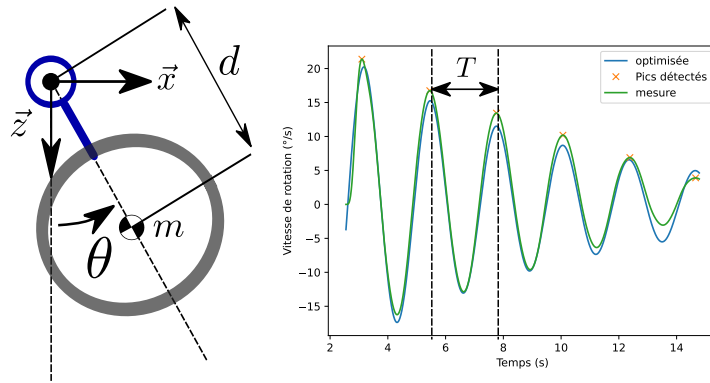 d
x⃗
z⃗
m
θ
Vitesse de rotation (°/s)
20
15
10
5
0
−5
−10
−15
T
optimisée
Pics détectés
mesure
2
4
6
8
10
12
14
Temps (s)